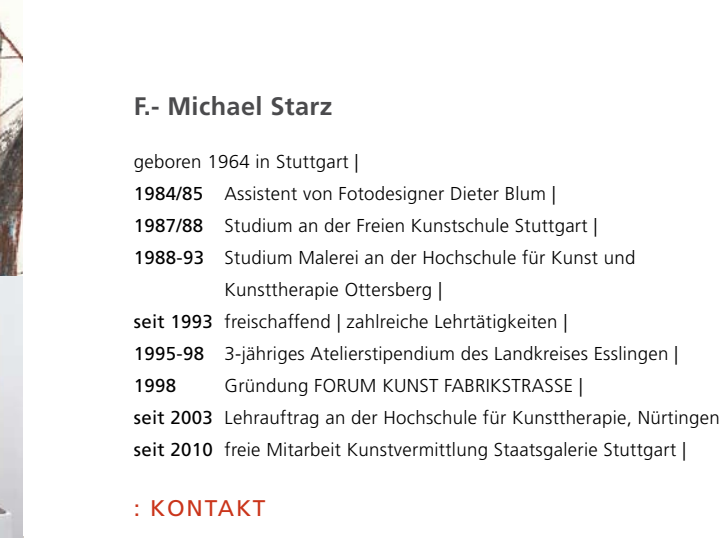 F.- Michael Starz
geboren 1964 in Stuttgart |
1984/85 Assistent von Fotodesigner Dieter Blum |
1987/88 Studium an der Freien Kunstschule Stuttgart |
1988-93 Studium Malerei an der Hochschule für Kunst und
Kunsttherapie Ottersberg |
seit 1993 freischaffend | zahlreiche Lehrtätigkeiten |
1995-98 3-jähriges Atelierstipendium des Landkreises Esslingen |
1998 Gründung FORUM KUNST FABRIKSTRASSE |
seit 2003 Lehrauftrag an der Hochschule für Kunsttherapie, Nürtingen
seit 2010 freie Mitarbeit Kunstvermittlung Staatsgalerie Stuttgart |
: KONTAKT